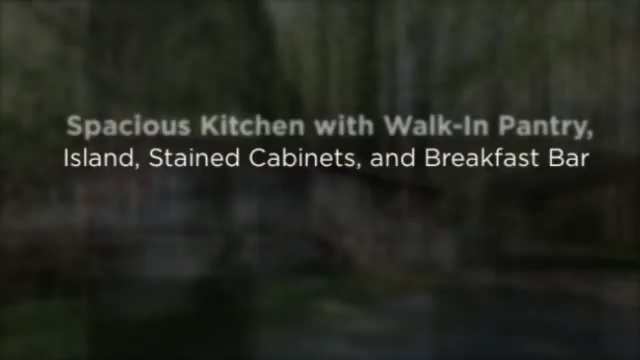 Spacious Kitchen with Walk-In Pantry,
Island, Stained Cabinets, and Breakfast Bar